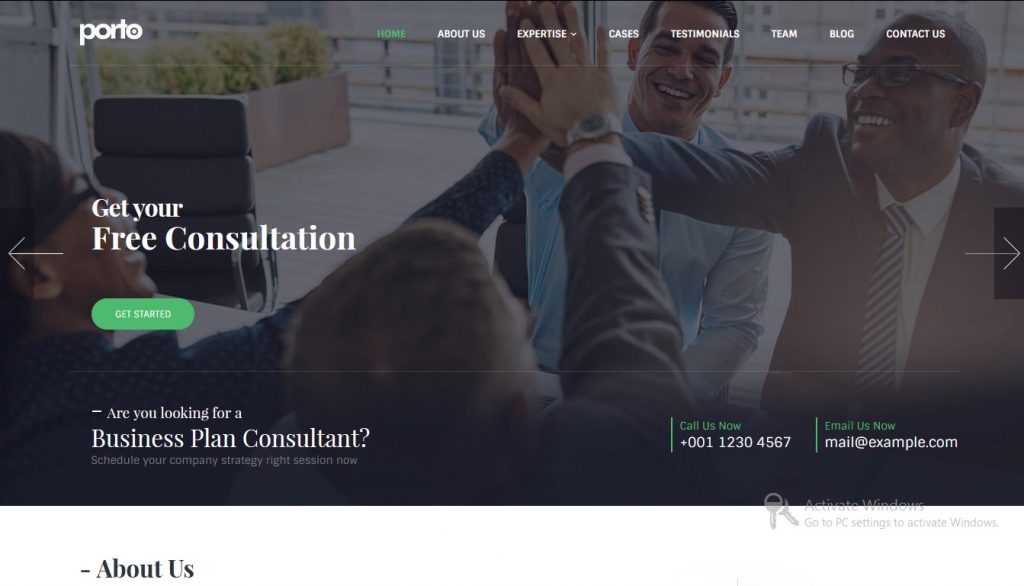 porto
HOME ABOUT US EXPERTISE CASES TESTIMONIALS TEAM BLOG CONTACT US
Get your
Free Consultation
GET STARTED
– Are you looking for a
Business Plan Consultant?
Schedule your company strategy right session now
Call Us Now
+001 1230 4567
Email Us Now
mail@example.com
Activate Windows
Go to PC settings to activate Windows.
- About Us